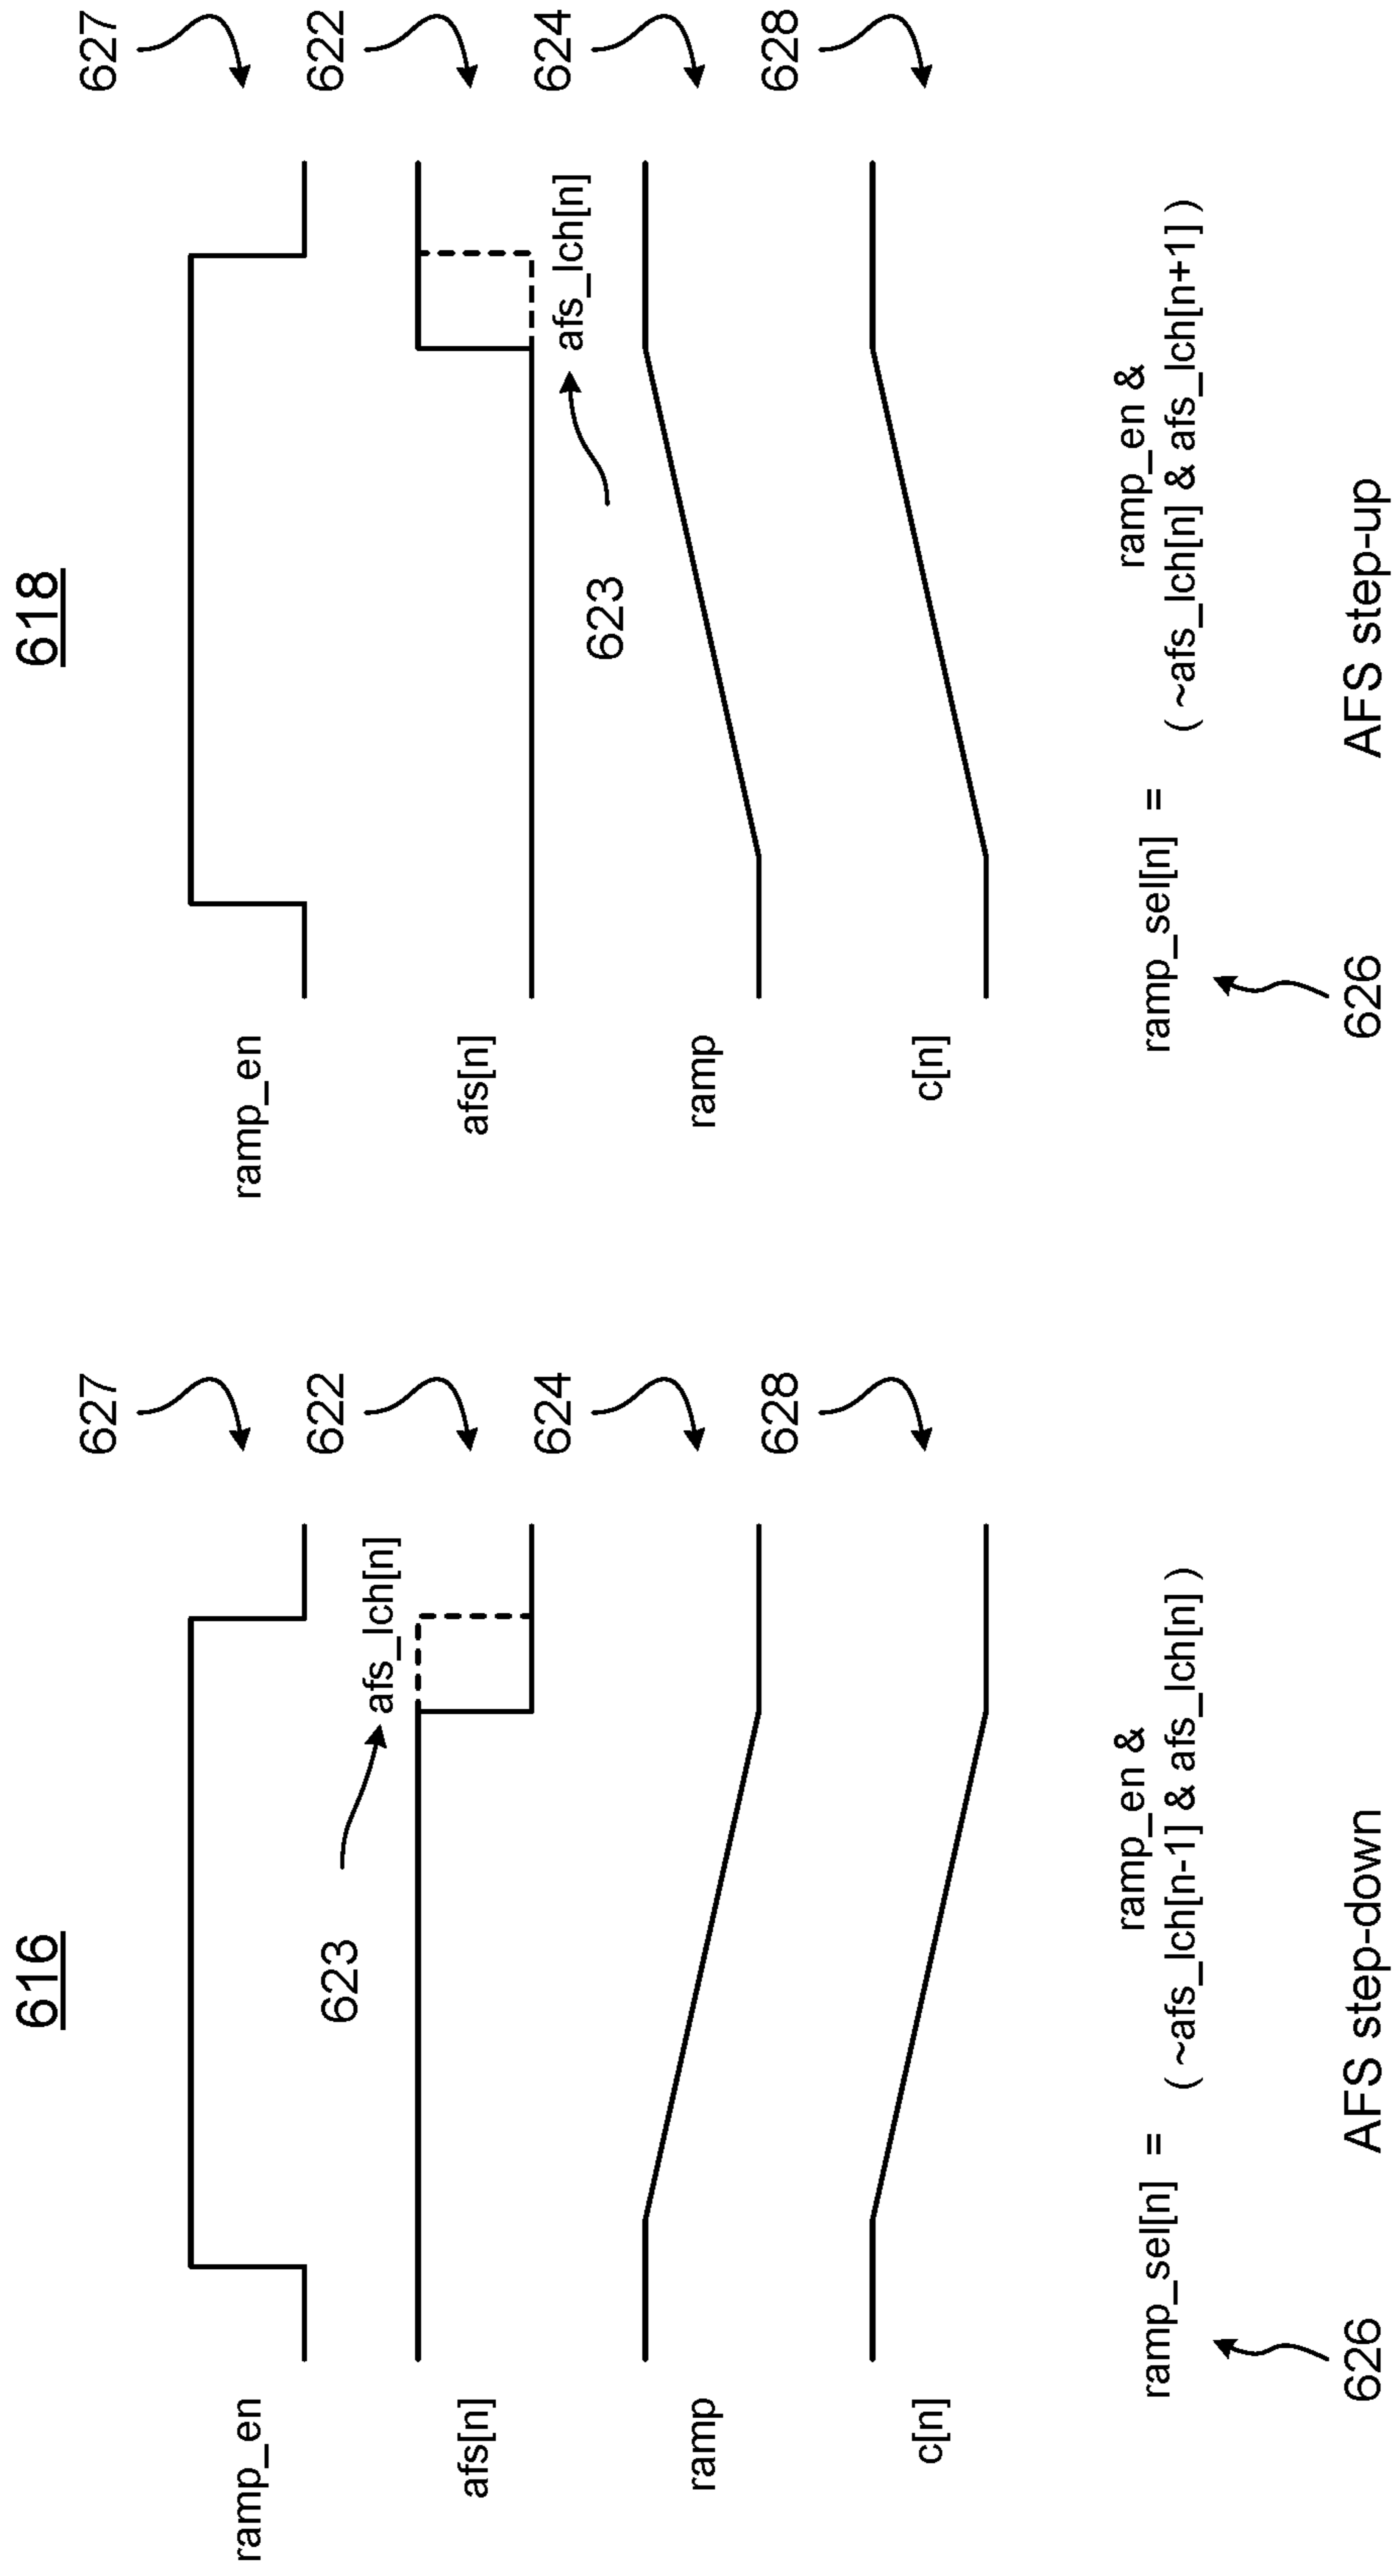 616
ramp_en
627
afs[n]
623
afs_lch[n]
622
ramp
624
c[n]
628
ramp_sel[n] =
ramp_en &
( ~afs_lch[n-1] & afs_lch[n] )
626
AFS step-down
618
ramp_en
627
afs[n]
622
623
afs_lch[n]
ramp
624
c[n]
628
ramp_sel[n] =
ramp_en &
( ~afs_lch[n] & afs_lch[n+1] )
626
AFS step-up